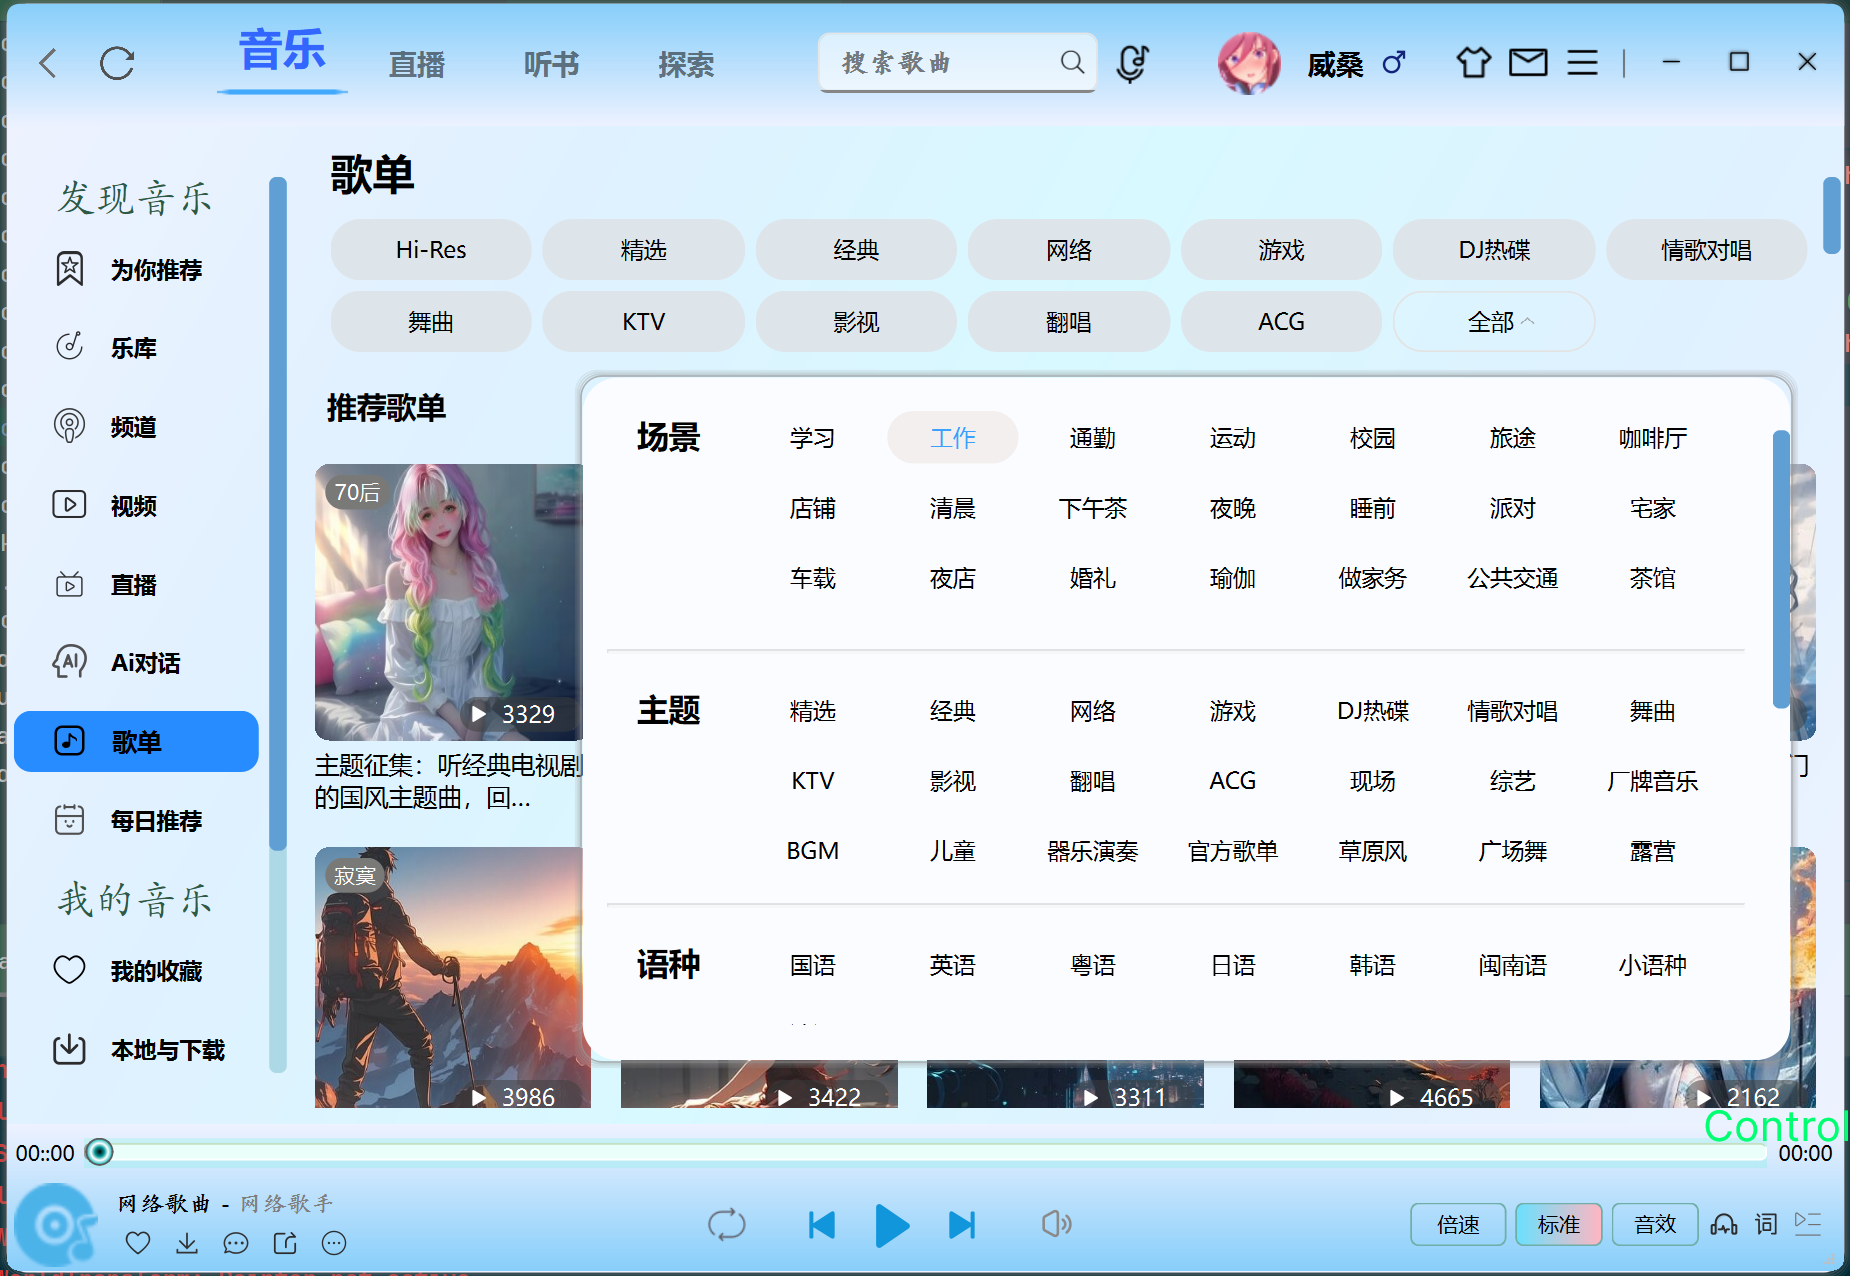 音乐 直播 听书 探索 搜索歌曲 威桑
发现音乐
为你推荐
乐库
频道
视频
直播
Ai对话
歌单
每日推荐
我的音乐
我的收藏
本地与下载
歌单
Hi-Res 精选 经典 网络 游戏 DJ热碟 情歌对唱
舞曲 KTV 影视 翻唱 ACG 全部
推荐歌单
70后
3329
主题征集：听经典电视剧
的国风主题曲，回...
寂寞
3986 3422 3311 4665 2162
场景 学习 工作 通勤 运动 校园 旅途 咖啡厅
店铺 清晨 下午茶 夜晚 睡前 派对 宅家
车载 夜店 婚礼 瑜伽 做家务 公共交通 茶馆
主题 精选 经典 网络 游戏 DJ热碟 情歌对唱 舞曲
KTV 影视 翻唱 ACG 现场 综艺 厂牌音乐
BGM 儿童 器乐演奏 官方歌单 草原风 广场舞 露营
语种 国语 英语 粤语 日语 韩语 闽南语 小语种
Control
00::00 00:00
网络歌曲 - 网络歌手
倍速 标准 音效 词